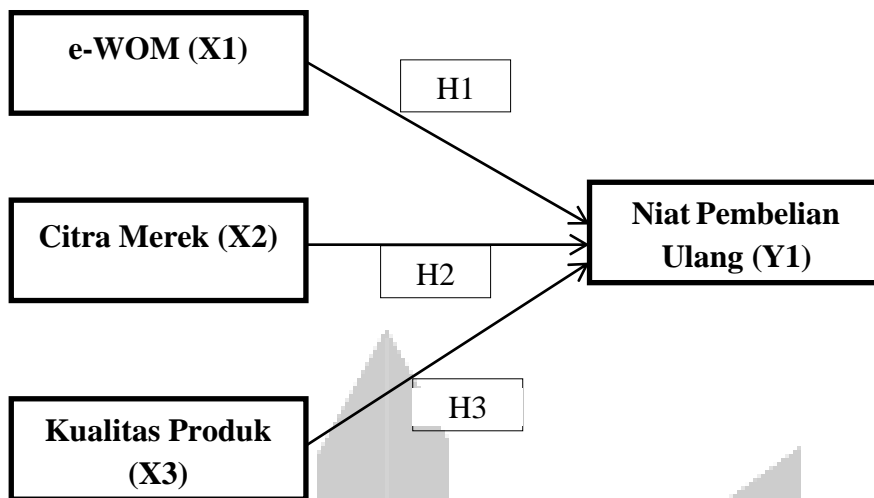 e-WOM (X1)
H1
Citra Merek (X2)
H2
Niat Pembelian
Ulang (Y1)
Kualitas Produk
(X3)
H3